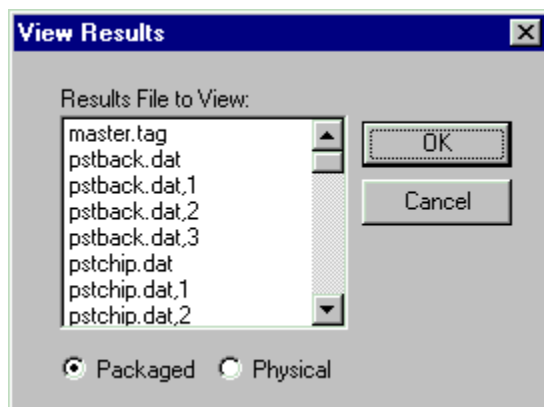 View Results
Results File to View:
master.tag
pstback.dat
pstback.dat,1
pstback.dat,2
pstback.dat,3
pstchip.dat
pstchip.dat,1
pstchip.dat,2
OK
Cancel
Packaged Physical